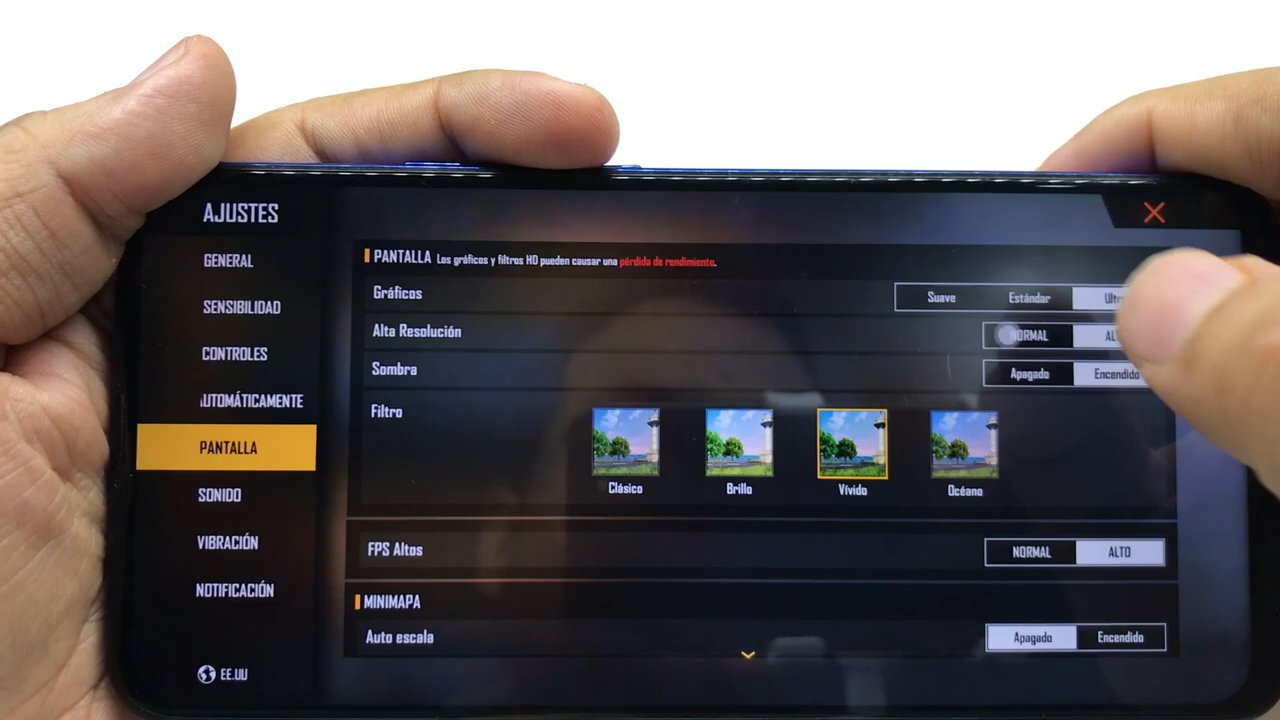 AJUSTES
GENERAL
SENSIBILIDAD
CONTROLES
AUTOMÁTICAMENTE
PANTALLA
SONIDO
VIBRACIÓN
NOTIFICACIÓN
EE.UU
PANTALLA Los gráficos y filtros HD pueden causar una pérdida de rendimiento.
Gráficos Suave Estándar
Alta Resolución NORMAL
Sombra Apagado Encendido
Filtro
Clásico Brillo Vívido Océano
FPS Altos NORMAL ALTO
MINIMAPA
Auto escala Apagado Encendido